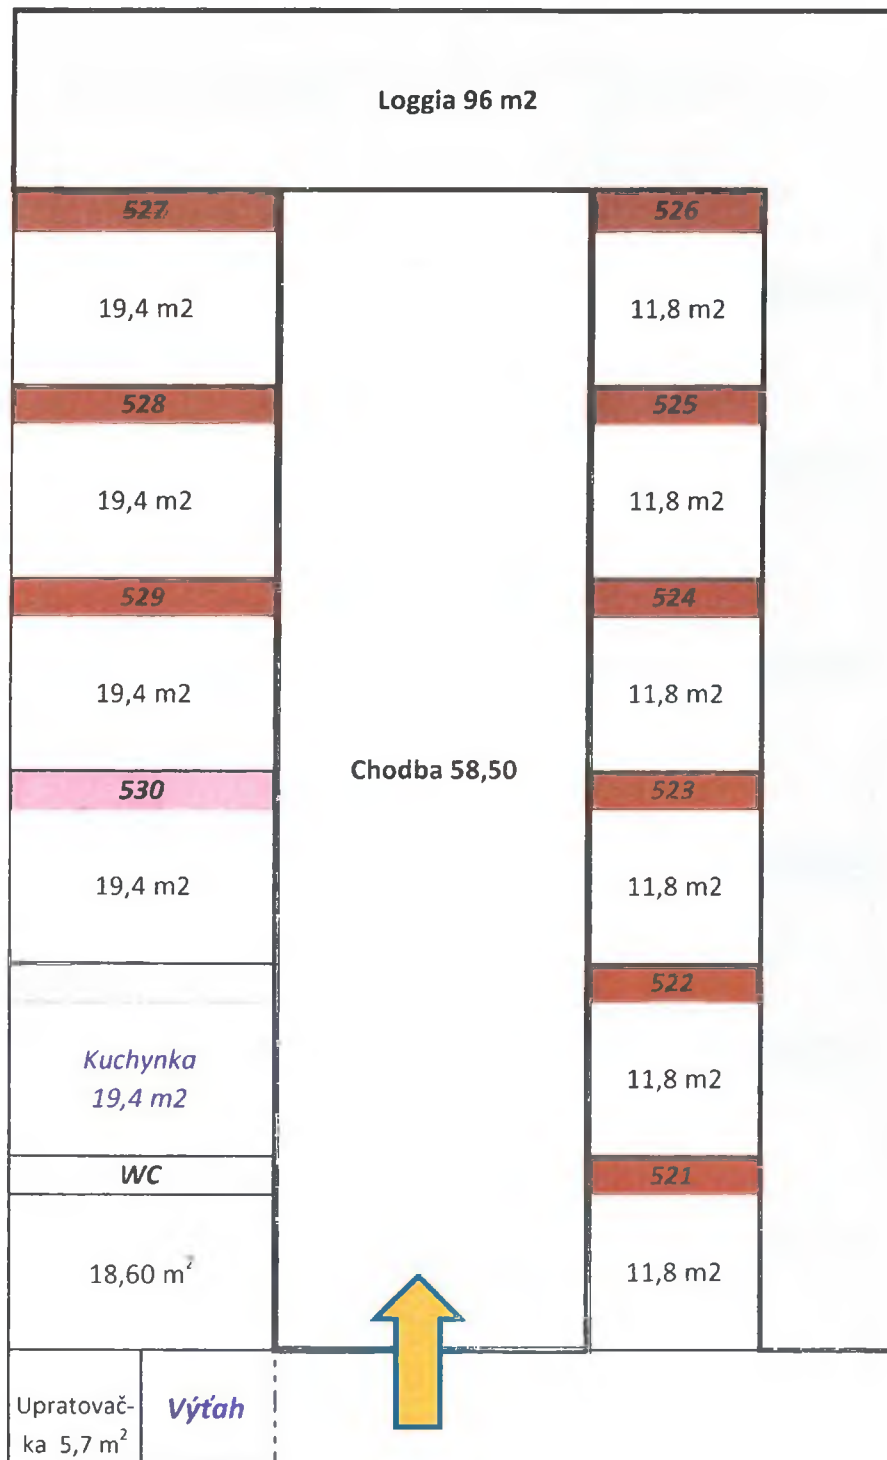 Loggia 96 m2
527
19,4 m2
528
19,4 m2
529
19,4 m2
530
19,4 m2
Kuchynka
19,4 m2
WC
18,60 m²
Upratovač-
ka 5,7 m²
Výťah
Chodba 58,50
526
11,8 m2
525
11,8 m2
524
11,8 m2
523
11,8 m2
522
11,8 m2
521
11,8 m2